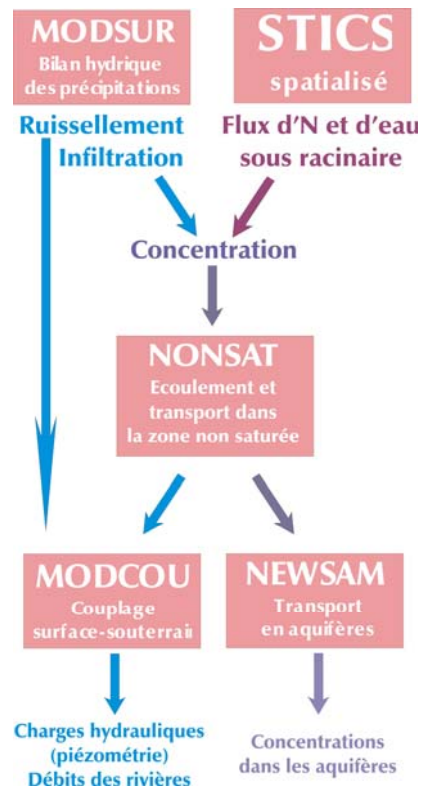 MODSUR
Bilan hydrique
des précipitations
STICS
spatialisé
Ruissellement
Infiltration
Flux d'N et d'eau
sous racinaire
Concentration
NONSAT
Ecoulement et
transport dans
la zone non saturée
MODCOU
Couplage
surface-souterrai
NEWSAM
Transport
en aquifères
Charges hydrauliques
(piézométrie)
Débits des rivières
Concentrations
dans les aquifères